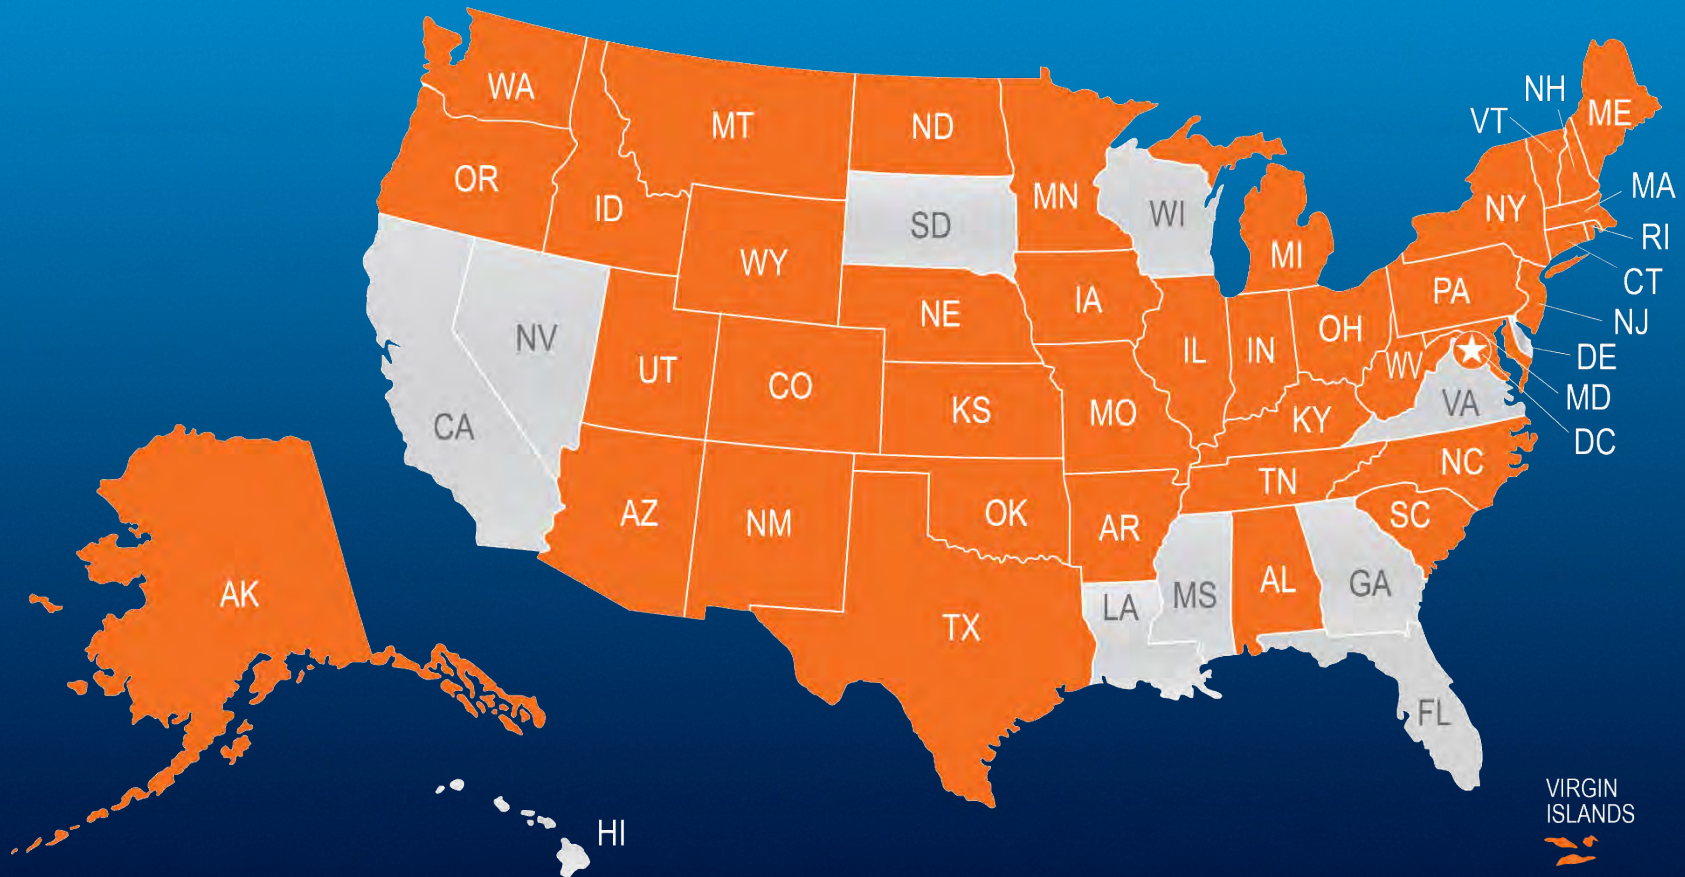 WA
MT
ND
MN
OR
ID
WY
SD
WI
MI
NY
VT
NH
ME
MA
RI
CT
NJ
DE
MD
DC
NV
UT
CO
NE
IA
IL
IN
OH
PA
WV
VA
CA
KS
MO
KY
AZ
NM
OK
AR
TN
NC
SC
TX
LA
MS
AL
GA
FL
AK
HI
VIRGIN
ISLANDS